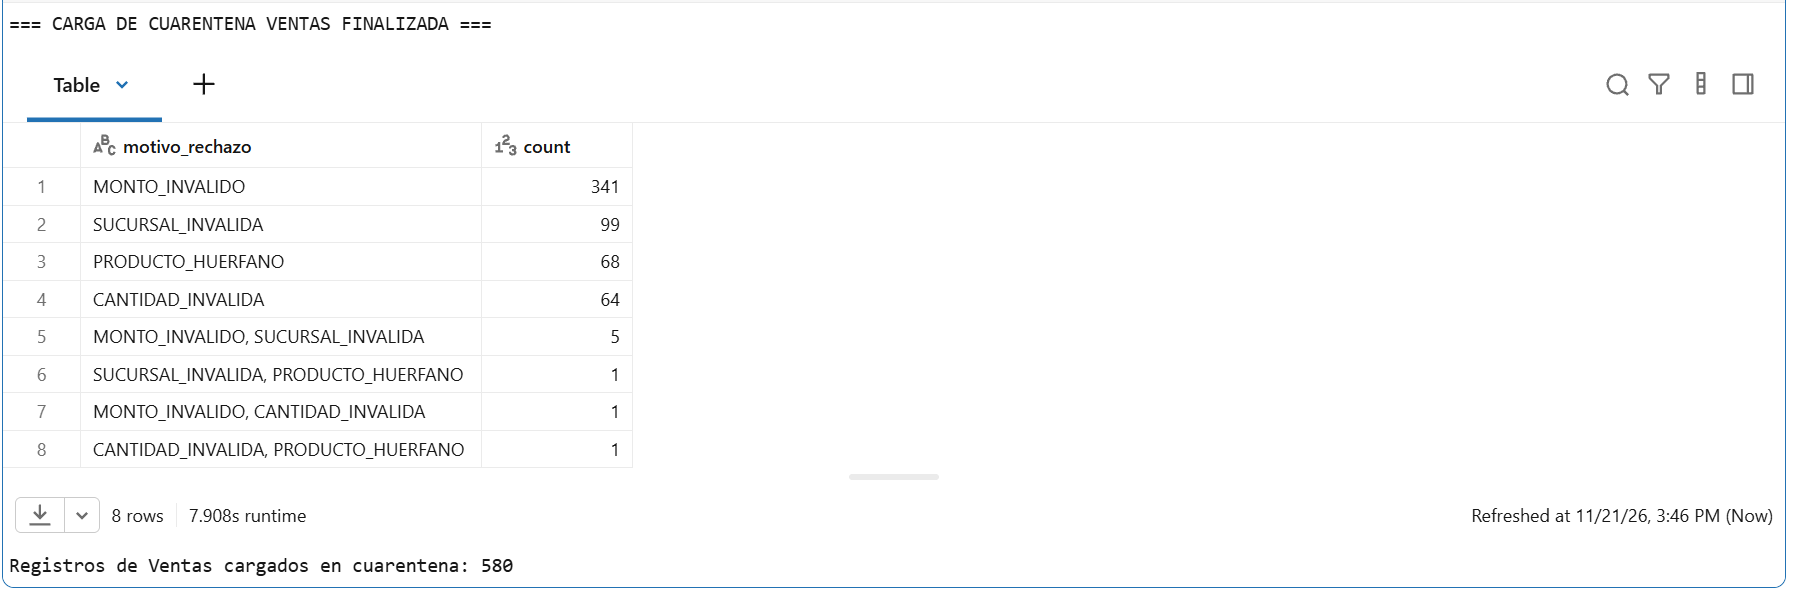 === CARGA DE CUARENTENA VENTAS FINALIZADA ===
Table
ABC motivo_rechazo 123 count
1 MONTO_INVALIDO 341
2 SUCURSAL_INVALIDA 99
3 PRODUCTO_HUERFANO 68
4 CANTIDAD_INVALIDA 64
5 MONTO_INVALIDO, SUCURSAL_INVALIDA 5
6 SUCURSAL_INVALIDA, PRODUCTO_HUERFANO 1
7 MONTO_INVALIDO, CANTIDAD_INVALIDA 1
8 CANTIDAD_INVALIDA, PRODUCTO_HUERFANO 1
8 rows 7.908s runtime Refreshed at 11/21/26, 3:46 PM (Now)
Registros de Ventas cargados en cuarentena: 580